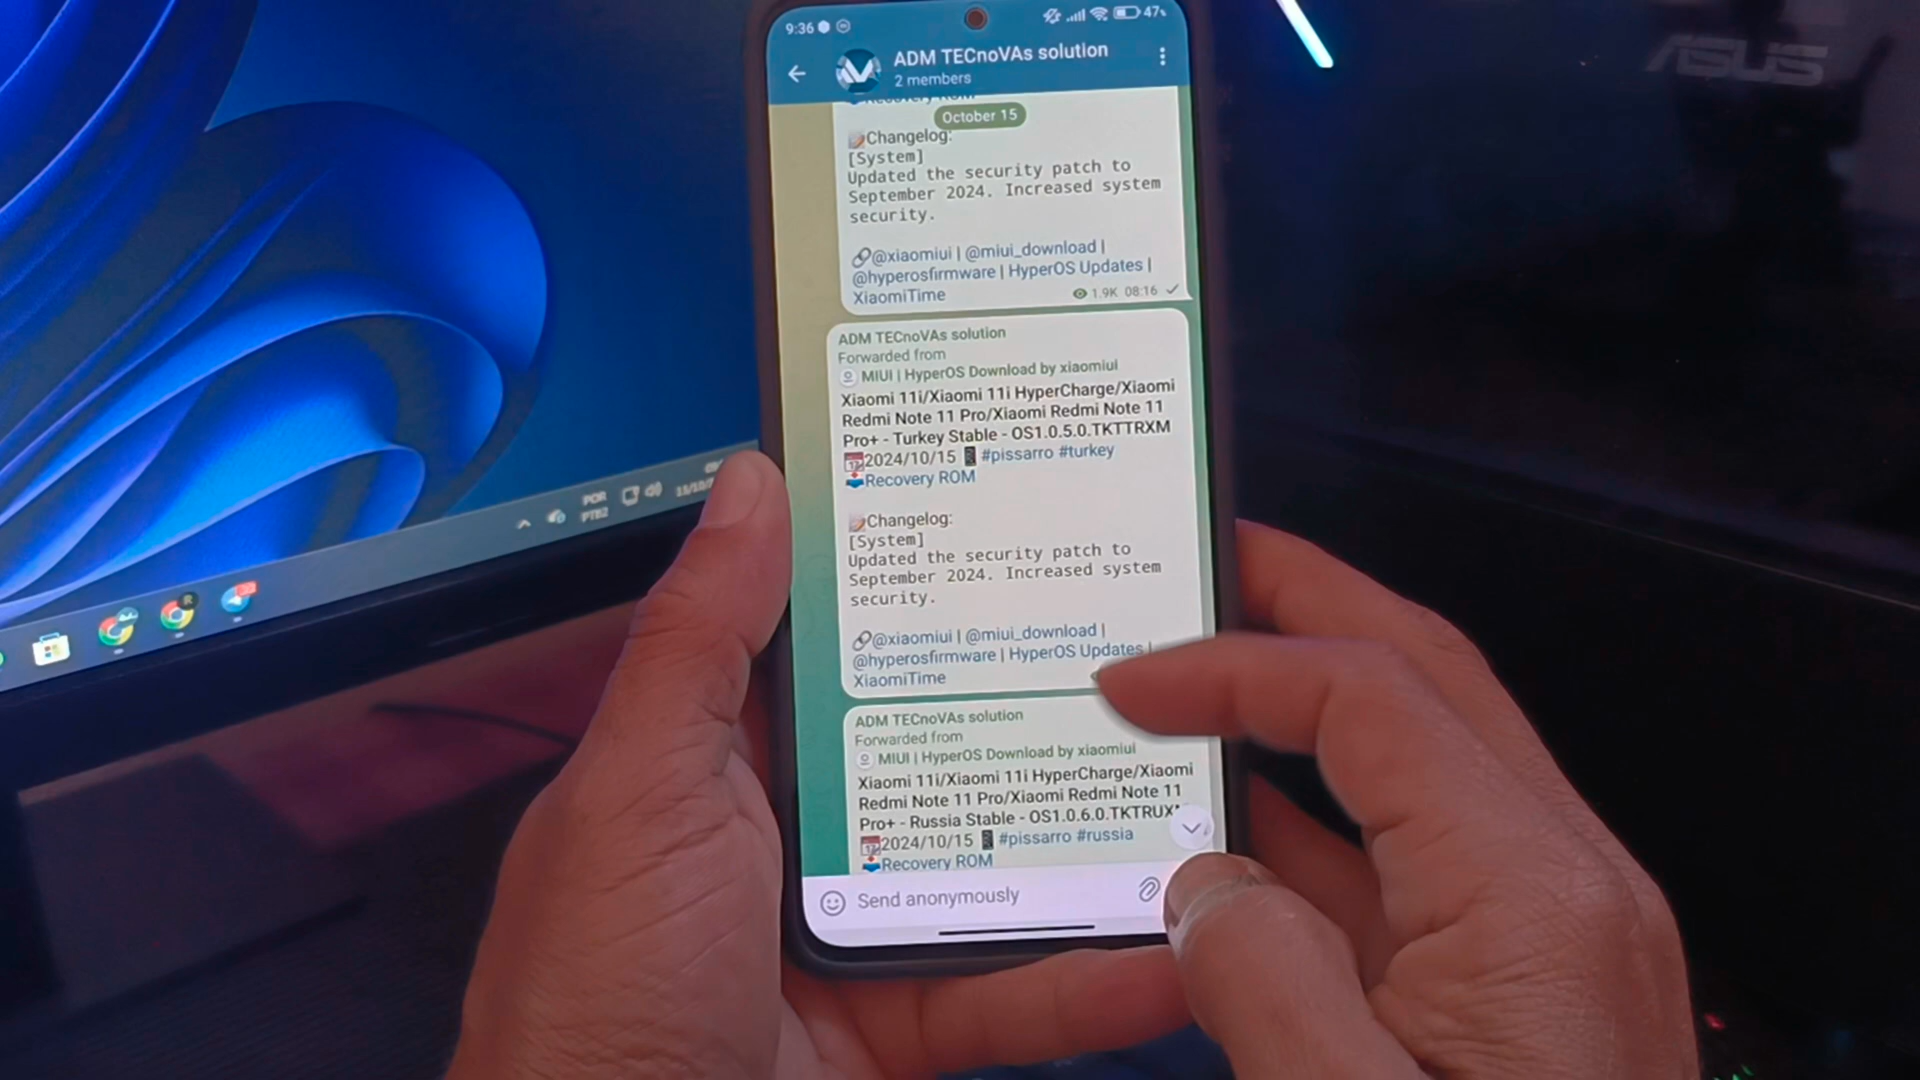 9:36
47%
ADM TECnoVAs solution
2 members
October 15
Changelog:
[System]
Updated the security patch to
September 2024. Increased system
security.
@xiaomiui | @miui_download |
@hyperosfirmware | HyperOS Updates |
XiaomiTime
1.9K 08:16
ADM TECnoVAs solution
Forwarded from
MIUI | HyperOS Download by xiaomiui
Xiaomi 11i/Xiaomi 11i HyperCharge/Xiaomi
Redmi Note 11 Pro/Xiaomi Redmi Note 11
Pro+ - Turkey Stable - OS1.0.5.0.TKTTRXM
2024/10/15 #pissarro #turkey
Recovery ROM
Changelog:
[System]
Updated the security patch to
September 2024. Increased system
security.
@xiaomiui | @miui_download |
@hyperosfirmware | HyperOS Updates |
XiaomiTime
ADM TECnoVAs solution
Forwarded from
MIUI | HyperOS Download by xiaomiui
Xiaomi 11i/Xiaomi 11i HyperCharge/Xiaomi
Redmi Note 11 Pro/Xiaomi Redmi Note 11
Pro+ - Russia Stable -
2024/10/15 #pissarro #russia
Recovery ROM
Send anonymously
POR
PTB2
ASUS